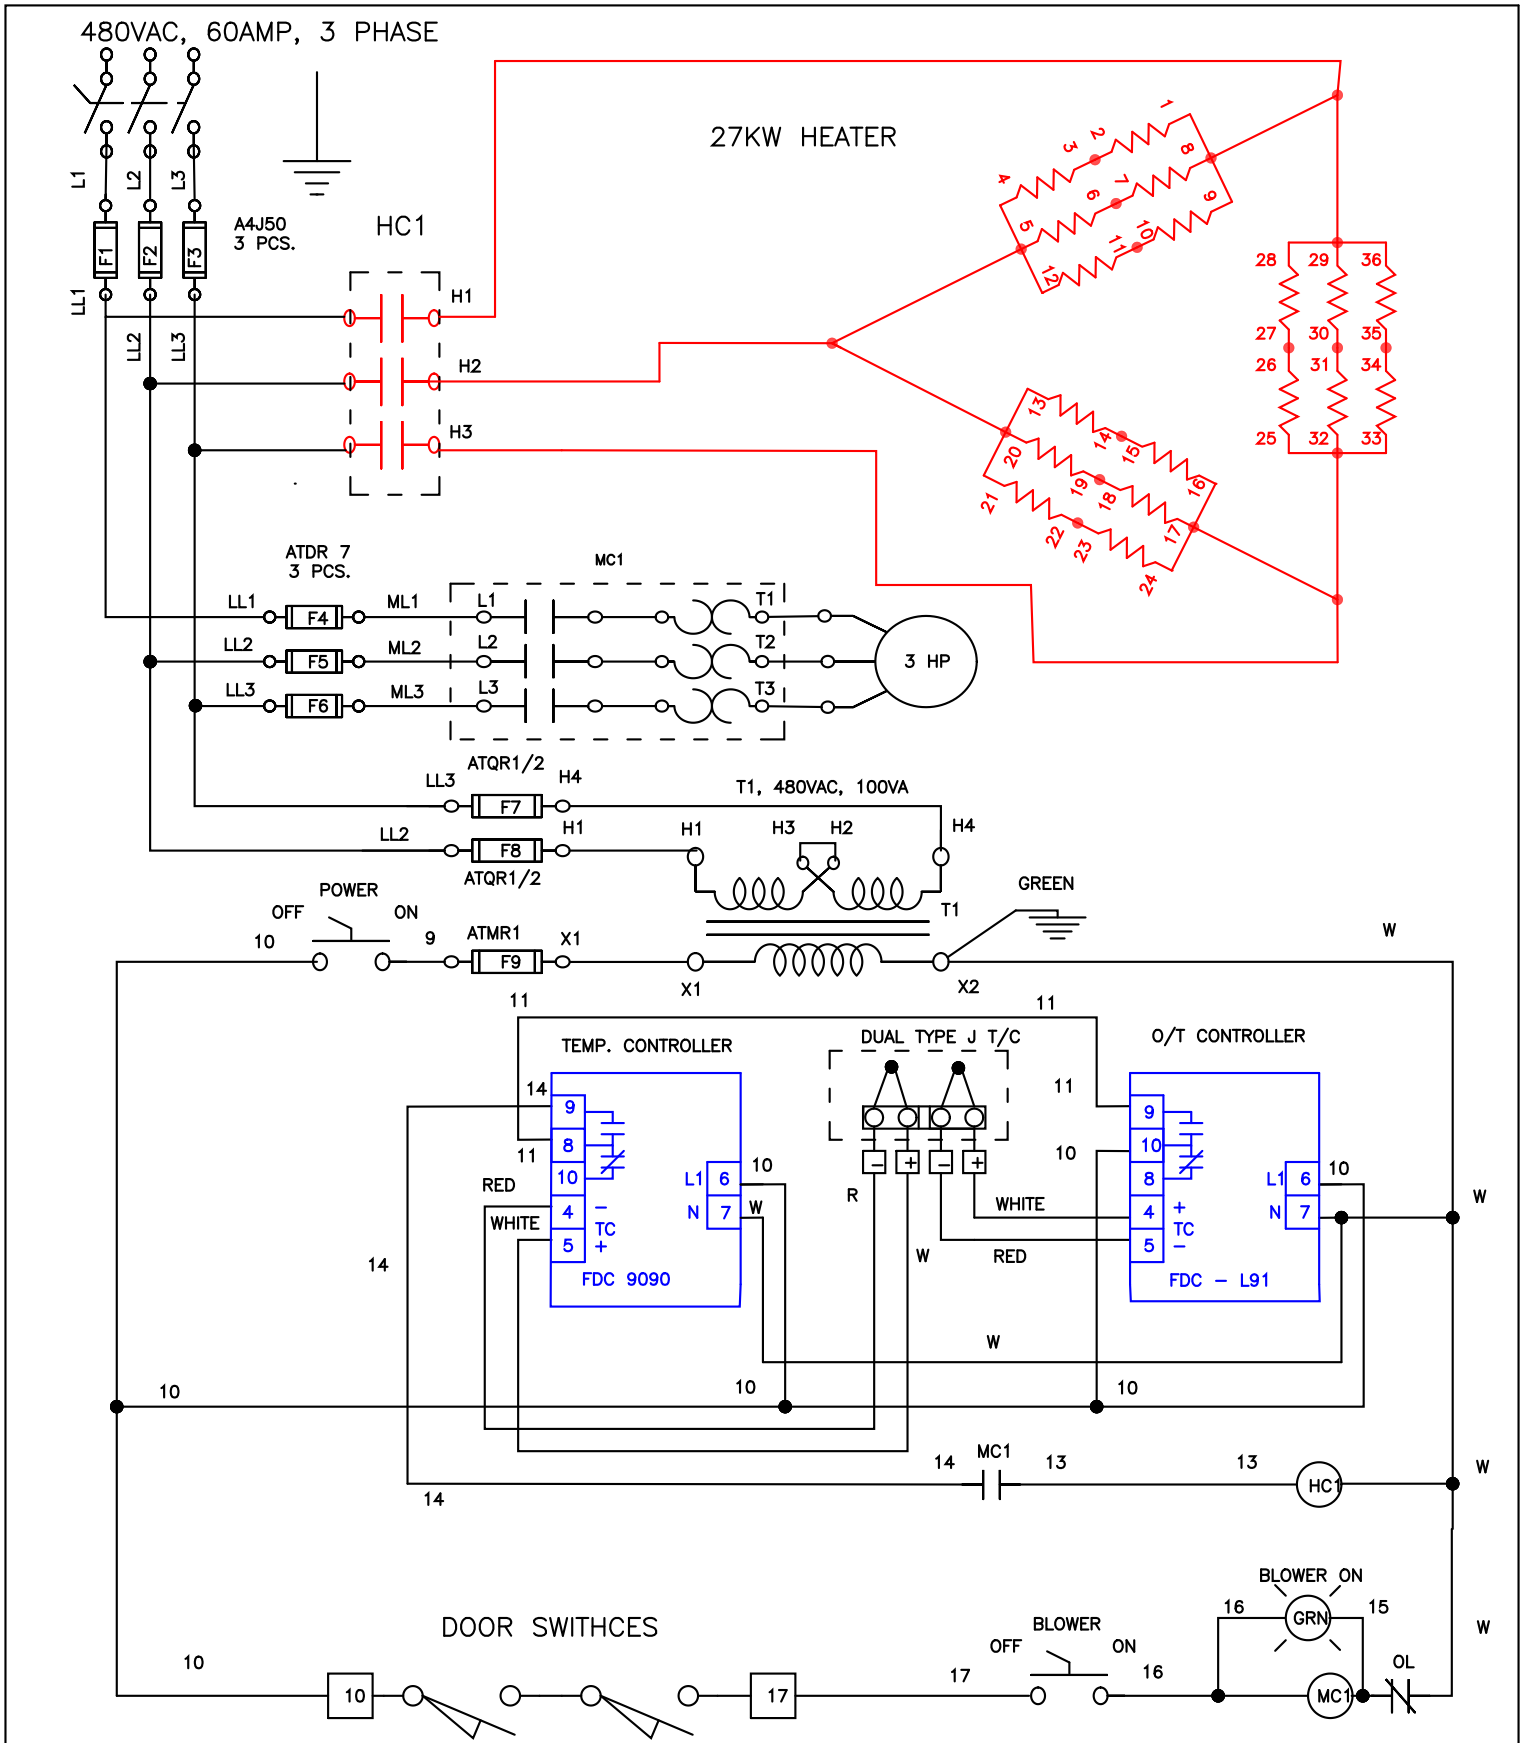 480VAC, 60AMP, 3 PHASE
27KW HEATER
L1 L2 L3
A4J50
3 PCS.
HC1
F1 F2 F3
LL1 LL2 LL3
H1
H2
H3
1 2 3 4
5 6 7 8
9 10 11 12
28 29 36
27 30 35
26 31 34
25 32 33
13 14 15 16
20 19 18 17
21 22 23 24
ATDR 7
3 PCS.
MC1
LL1 F4 ML1 L1 T1
LL2 F5 ML2 L2 T2
LL3 F6 ML3 L3 T3
3 HP
ATQR1/2
LL3 F7 H4
T1, 480VAC, 100VA
LL2 F8 H1
ATQR1/2
H1 H3 H2 H4
T1
POWER
OFF ON
10 9
ATMR1
F9 X1
X1 X2
GREEN
W
11 11
TEMP. CONTROLLER
DUAL TYPE J T/C
O/T CONTROLLER
14 9
11 8
10
RED 4 -
TC
WHITE 5 +
L1 6 10
N 7 W
FDC 9090
- + - +
R W
WHITE
RED
11 9
10 10
8
4 +
TC
5 -
L1 6 10
N 7
FDC - L91
W
14
W
10 10 10
14 14 MC1 13 13 HC1
W
BLOWER ON
16 GRN 15
W
DOOR SWITHCES
BLOWER
OFF ON
10 10 17 17 16 MC1 OL